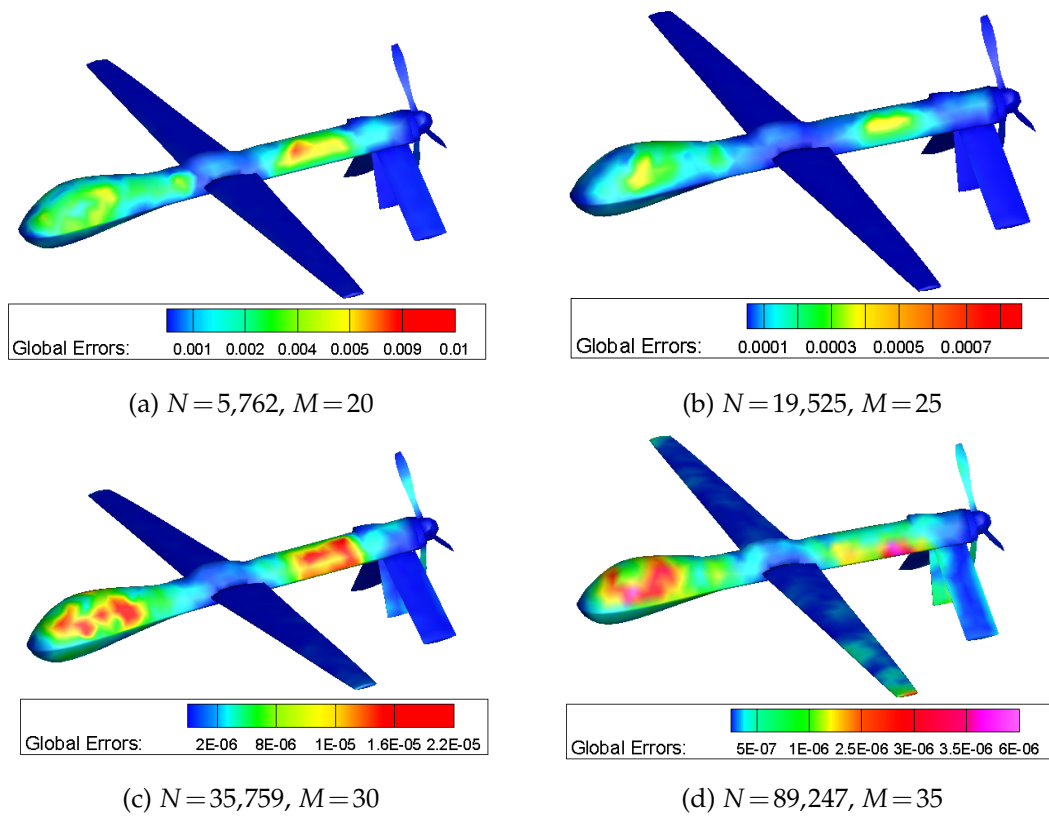 Global Errors: 0.001 0.002 0.004 0.005 0.009 0.01
(a) N=5,762, M=20
Global Errors: 0.0001 0.0003 0.0005 0.0007
(b) N=19,525, M=25
Global Errors: 2E-06 8E-06 1E-05 1.6E-05 2.2E-05
(c) N=35,759, M=30
Global Errors: 5E-07 1E-06 2.5E-06 3E-06 3.5E-06 6E-06
(d) N=89,247, M=35